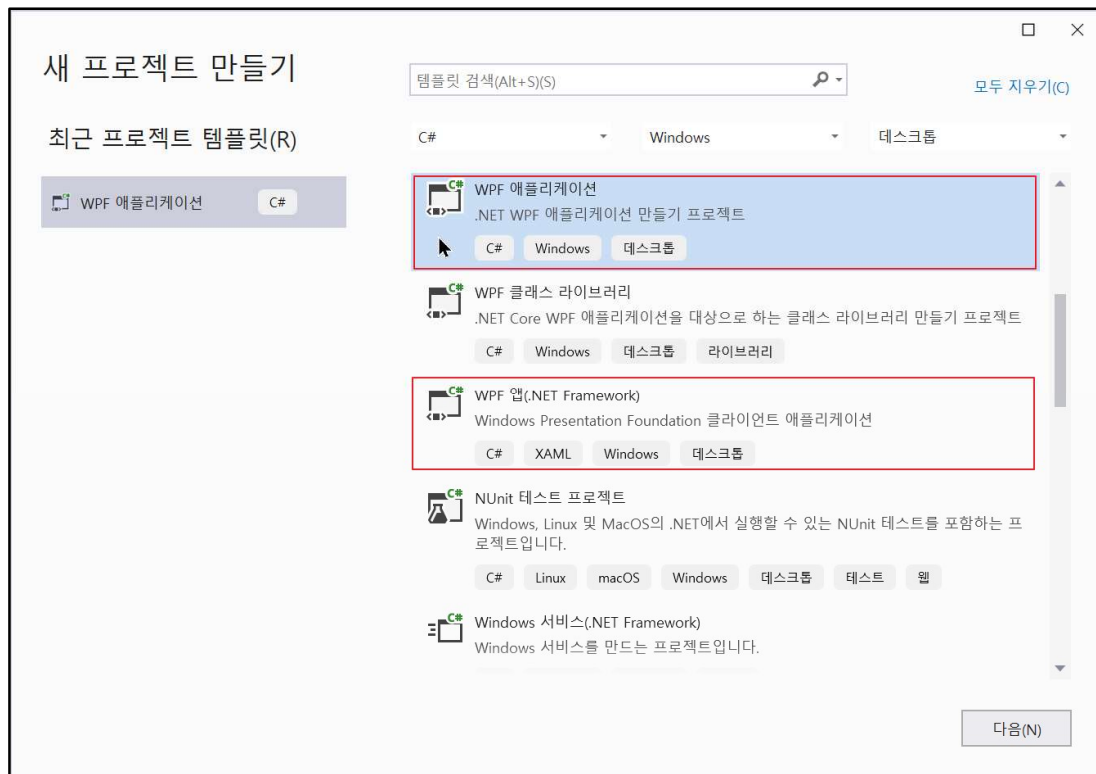 새 프로젝트 만들기
템플릿 검색(Alt+S)(S)
모두 지우기(C)
최근 프로젝트 템플릿(R)
C# Windows 데스크톱
WPF 애플리케이션 C#
C# WPF 애플리케이션
.NET WPF 애플리케이션 만들기 프로젝트
C# Windows 데스크톱
C# WPF 클래스 라이브러리
.NET Core WPF 애플리케이션을 대상으로 하는 클래스 라이브러리 만들기 프로젝트
C# Windows 데스크톱 라이브러리
C# WPF 앱(.NET Framework)
Windows Presentation Foundation 클라이언트 애플리케이션
C# XAML Windows 데스크톱
C# NUnit 테스트 프로젝트
Windows, Linux 및 MacOS의 .NET에서 실행할 수 있는 NUnit 테스트를 포함하는 프
로젝트입니다.
C# Linux macOS Windows 데스크톱 테스트 웹
C# Windows 서비스(.NET Framework)
Windows 서비스를 만드는 프로젝트입니다.
다음(N)